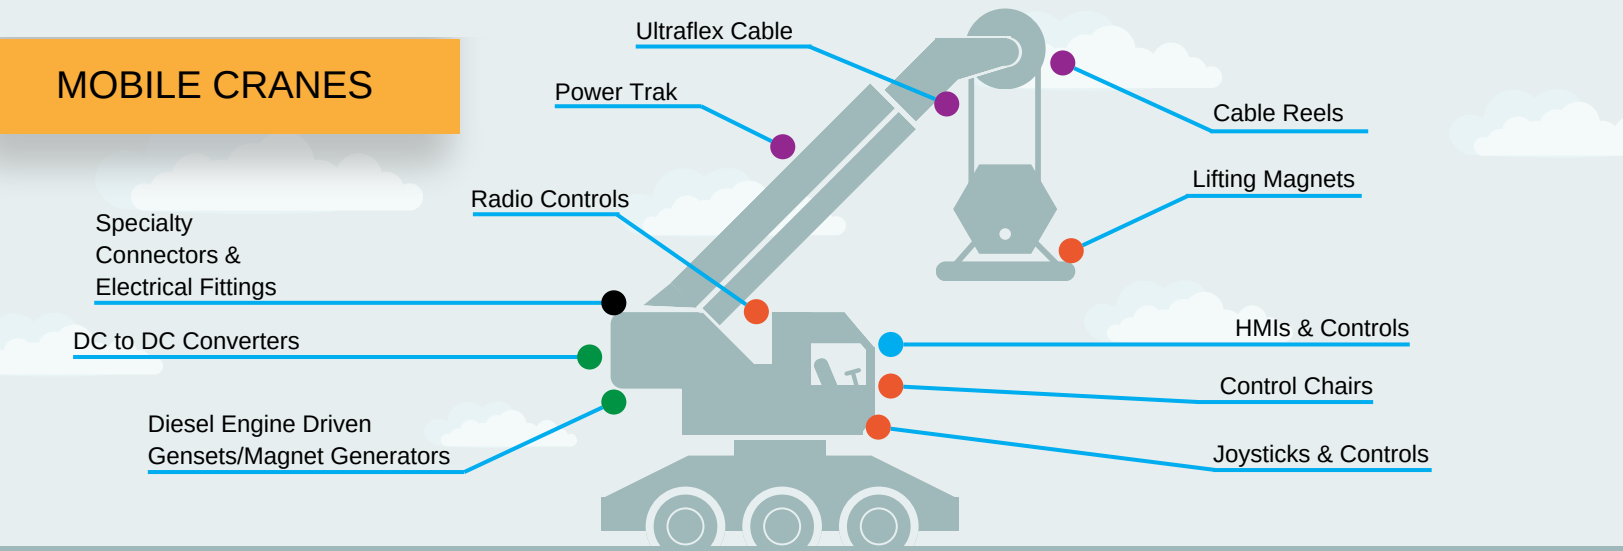 MOBILE CRANES
Ultraflex Cable
Power Trak
Cable Reels
Lifting Magnets
Radio Controls
Specialty
Connectors &
Electrical Fittings
DC to DC Converters
HMIs & Controls
Control Chairs
Diesel Engine Driven
Gensets/Magnet Generators
Joysticks & Controls